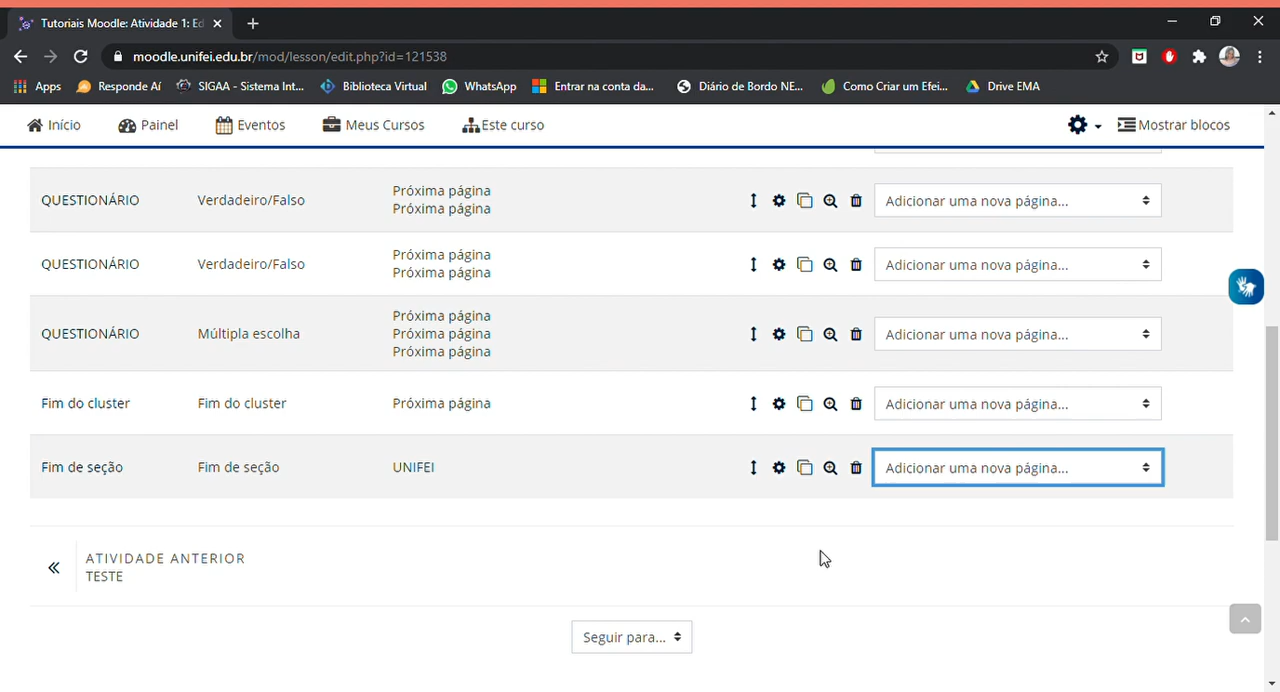 Tutoriais Moodle: Atividade 1: Ed
moodle.unifei.edu.br/mod/lesson/edit.php?id=121538
Apps Responde Aí SIGAA - Sistema Int... Biblioteca Virtual WhatsApp Entrar na conta da... Diário de Bordo NE... Como Criar um Efei... Drive EMA
Início Painel Eventos Meus Cursos Este curso Mostrar blocos
QUESTIONÁRIO Verdadeiro/Falso Próxima página
Próxima página
Adicionar uma nova página...
QUESTIONÁRIO Verdadeiro/Falso Próxima página
Próxima página
Adicionar uma nova página...
QUESTIONÁRIO Múltipla escolha Próxima página
Próxima página
Próxima página
Adicionar uma nova página...
Fim do cluster Fim do cluster Próxima página Adicionar uma nova página...
Fim de seção Fim de seção UNIFEI Adicionar uma nova página...
ATIVIDADE ANTERIOR
TESTE
Seguir para...